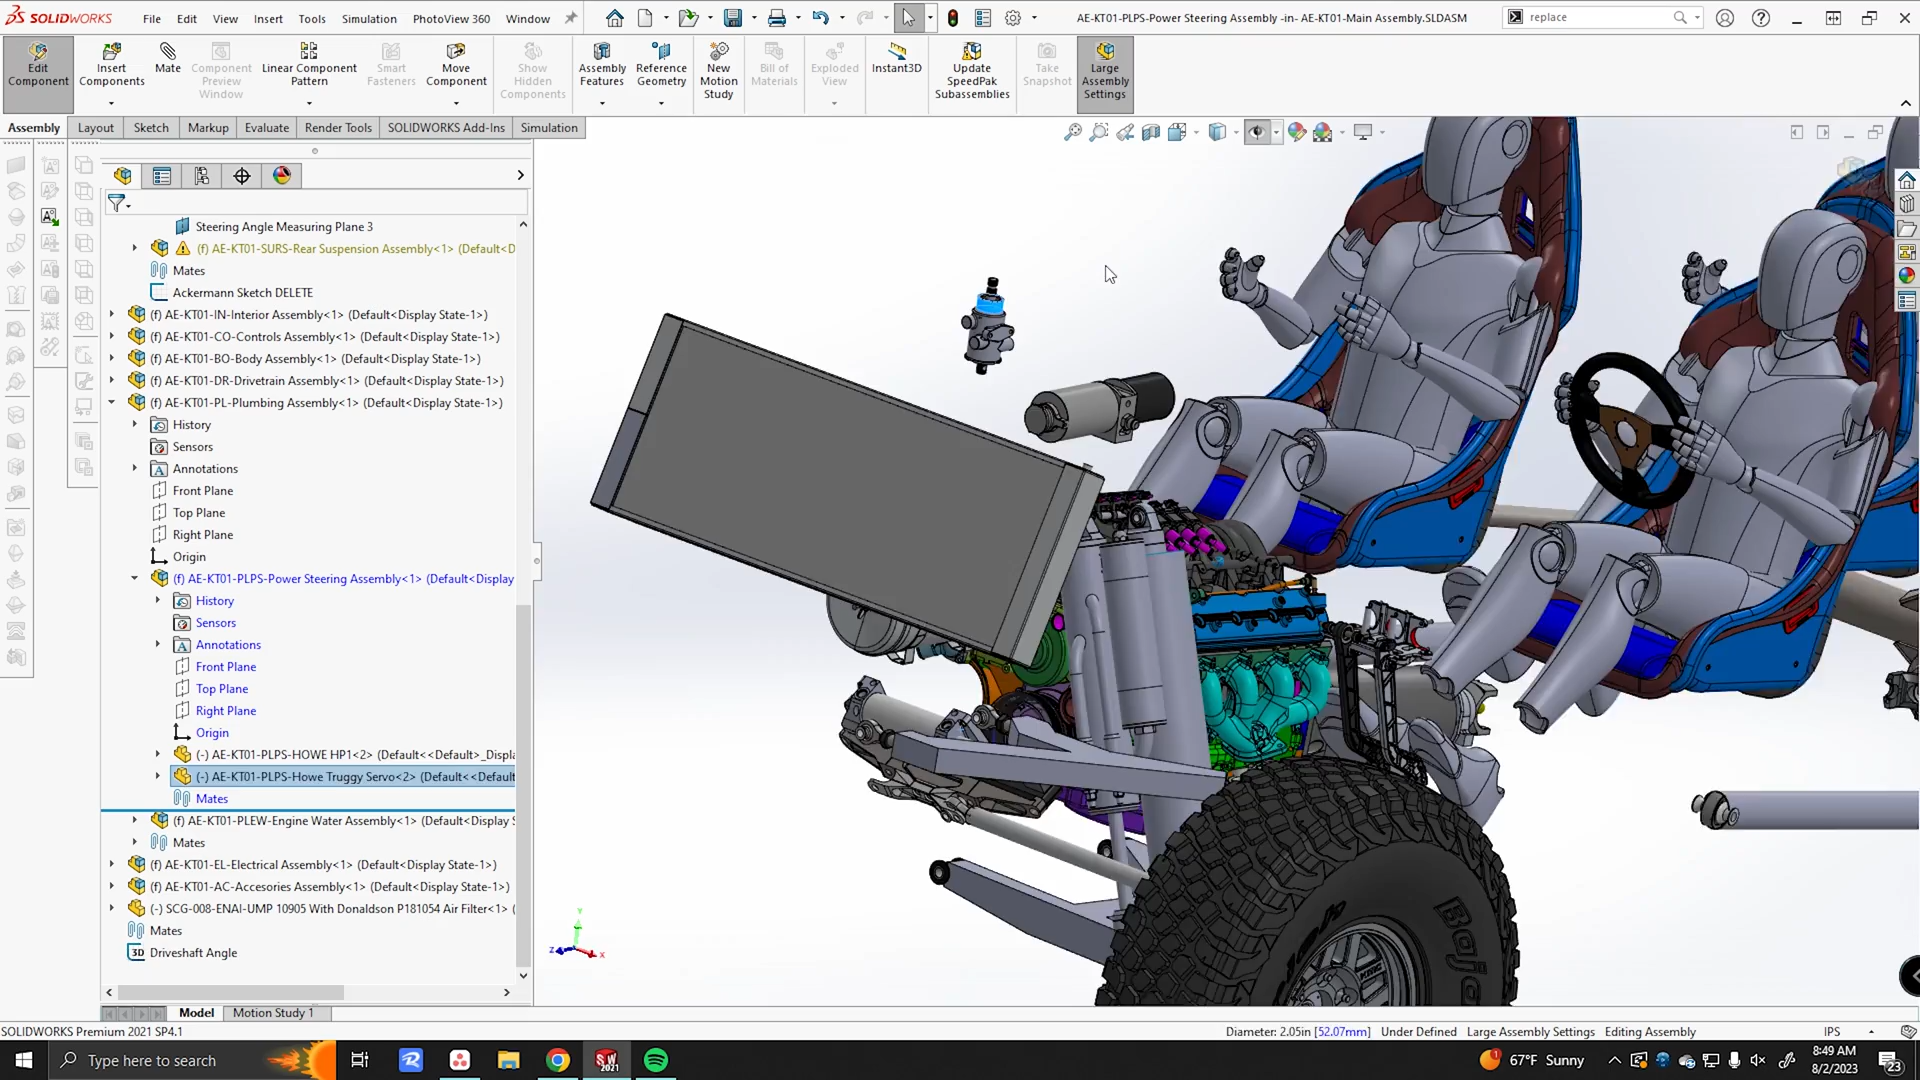 SOLIDWORKS
File Edit View Insert Tools Simulation PhotoView 360 Window
AE-KT01-PLPS-Power Steering Assembly -in- AE-KT01-Main Assembly.SLDASM
replace
Edit Component
Insert Components
Mate
Component Preview Window
Linear Component Pattern
Smart Fasteners
Move Component
Show Hidden Components
Assembly Features
Reference Geometry
New Motion Study
Bill of Materials
Exploded View
Instant3D
Update SpeedPak Subassemblies
Take Snapshot
Large Assembly Settings
Assembly Layout Sketch Markup Evaluate Render Tools SOLIDWORKS Add-Ins Simulation
Steering Angle Measuring Plane 3
(f) AE-KT01-SURS-Rear Suspension Assembly<1> (Default<D
Mates
Ackermann Sketch DELETE
(f) AE-KT01-IN-Interior Assembly<1> (Default<Display State-1>)
(f) AE-KT01-CO-Controls Assembly<1> (Default<Display State-1>)
(f) AE-KT01-BO-Body Assembly<1> (Default<Display State-1>)
(f) AE-KT01-DR-Drivetrain Assembly<1> (Default<Display State-1>)
(f) AE-KT01-PL-Plumbing Assembly<1> (Default<Display State-1>)
History
Sensors
Annotations
Front Plane
Top Plane
Right Plane
Origin
(f) AE-KT01-PLPS-Power Steering Assembly<1> (Default<Display
History
Sensors
Annotations
Front Plane
Top Plane
Right Plane
Origin
(-) AE-KT01-PLPS-HOWE HP1<2> (Default<<Default>_Displa
(-) AE-KT01-PLPS-Howe Truggy Servo<2> (Default<<Default
Mates
(f) AE-KT01-PLEW-Engine Water Assembly<1> (Default<Display S
Mates
(f) AE-KT01-EL-Electrical Assembly<1> (Default<Display State-1>)
(f) AE-KT01-AC-Accesories Assembly<1> (Default<Display State-1>)
(-) SCG-008-ENAI-UMP 10905 With Donaldson P181054 Air Filter<1> (
Mates
3D Driveshaft Angle
Y
Z
X
Baja
KMC
Model Motion Study 1
SOLIDWORKS Premium 2021 SP4.1
Diameter: 2.05in [52.07mm] Under Defined Large Assembly Settings Editing Assembly IPS
Type here to search
SW 2021
1
67°F Sunny
8:49 AM
8/2/2023
23